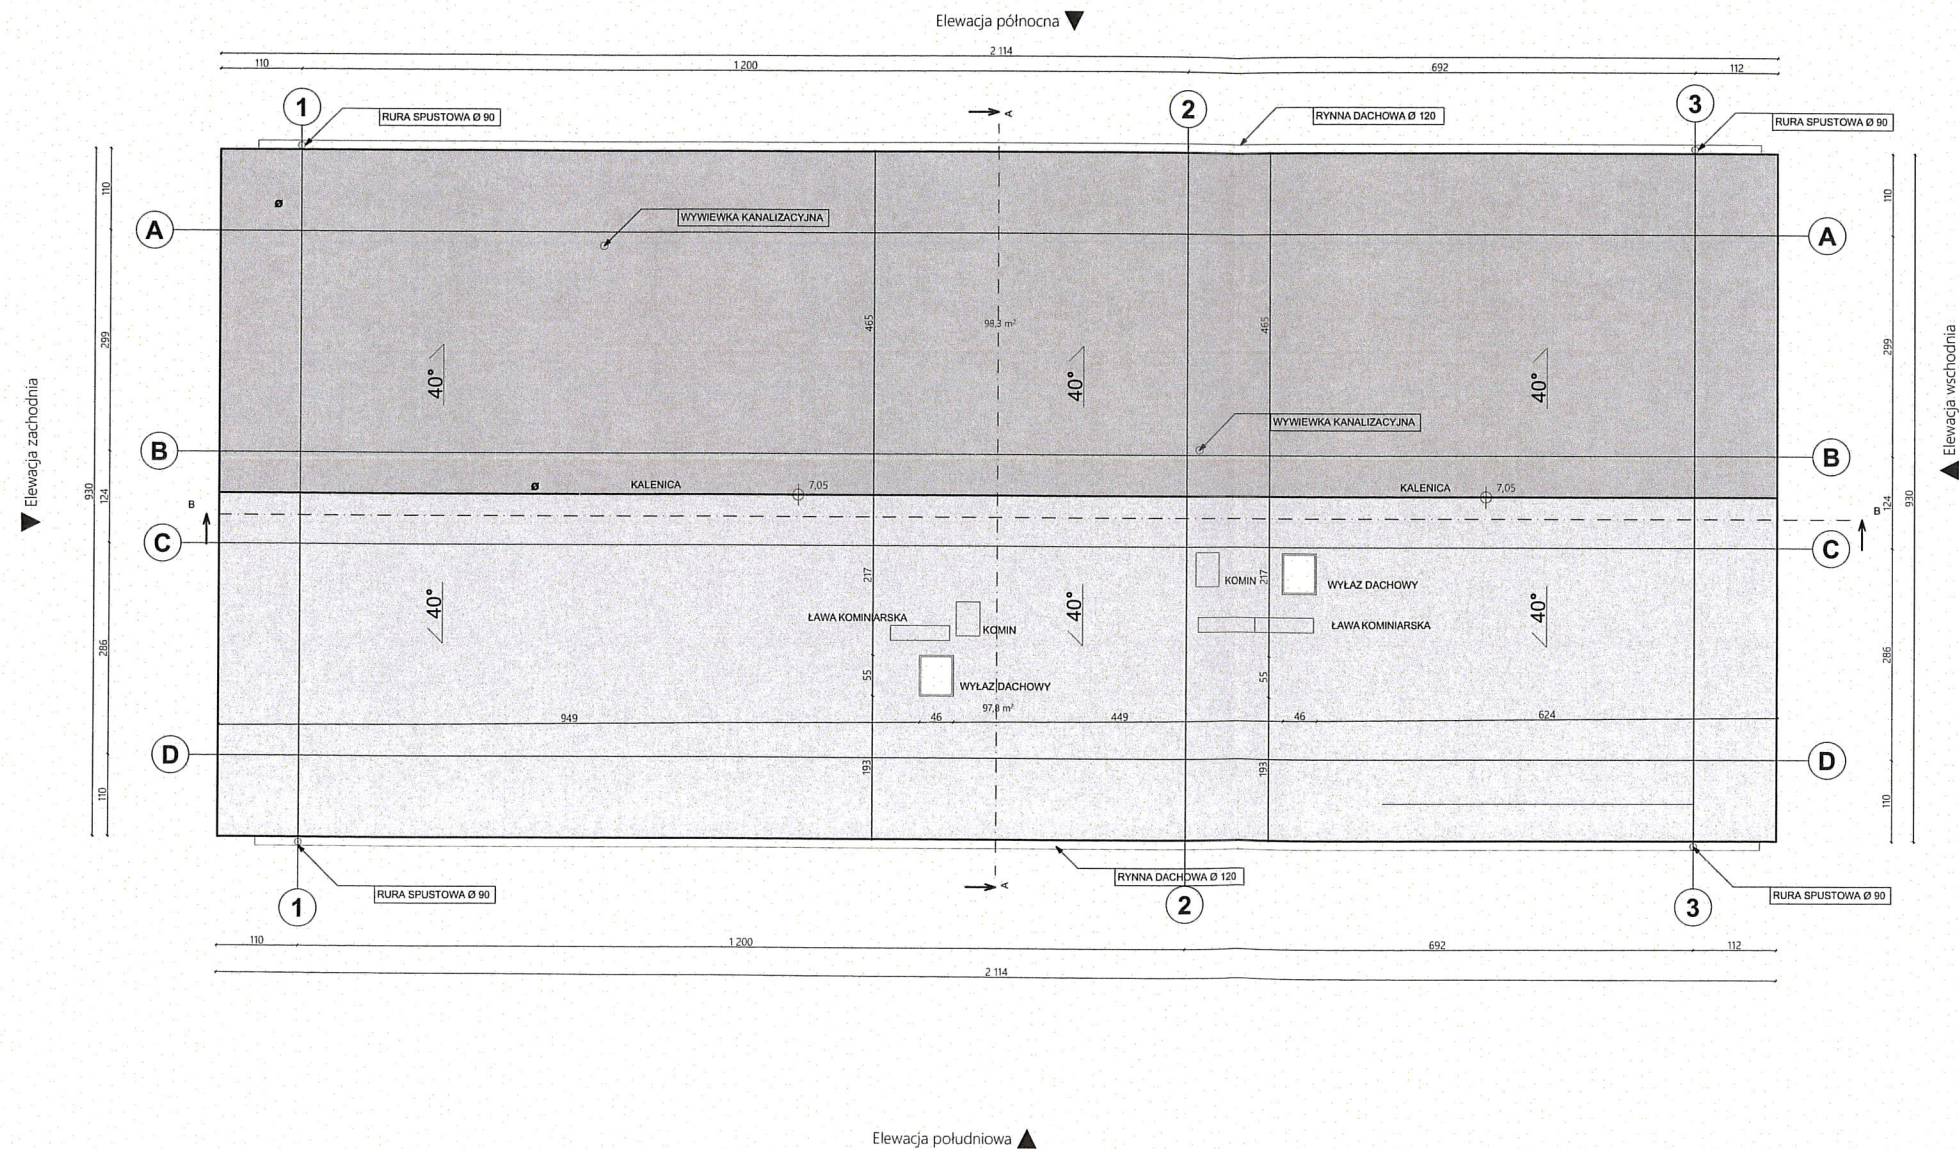 Elewacja północna
2 114
110 1 200 692 112
1 2 3
RURA SPUSTOWA Ø 90
A
RYNNA DACHOWA Ø 120
RURA SPUSTOWA Ø 90
110 110
ø
WYWIEWKA KANALIZACYJNA
A A
299 465 98,3 m² 465 299
40° 40° 40°
Elewacja zachodnia
Elewacja wschodnia
WYWIEWKA KANALIZACYJNA
B B
930 124 ø KALENICA 7,05 KALENICA 7,05 124 930
B B
C C
217 KOMIN 217 WYŁAZ DACHOWY
40° 40° 40°
ŁAWA KOMINIARSKA KOMIN ŁAWA KOMINIARSKA
286 286
55 55
WYŁAZ DACHOWY
97,8 m²
949 46 449 46 624
D D
193 193
110 110
RURA SPUSTOWA Ø 90
A
RYNNA DACHOWA Ø 120
RURA SPUSTOWA Ø 90
1 2 3
110 1 200 692 112
2 114
Elewacja południowa